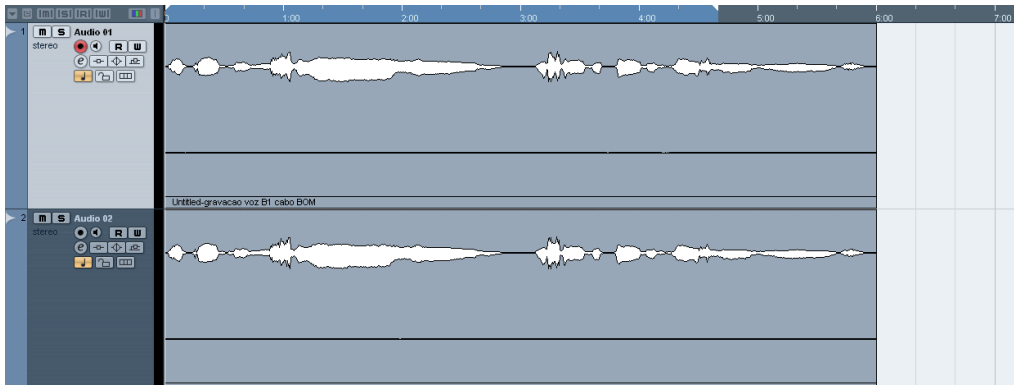 m S R W
0 1:00 2:00 3:00 4:00 5:00 6:00 7:00
1 m S Audio 01
stereo R W
e
Untitled-gravacao voz B1 cabo BOM
2 m S Audio 02
stereo R W
e